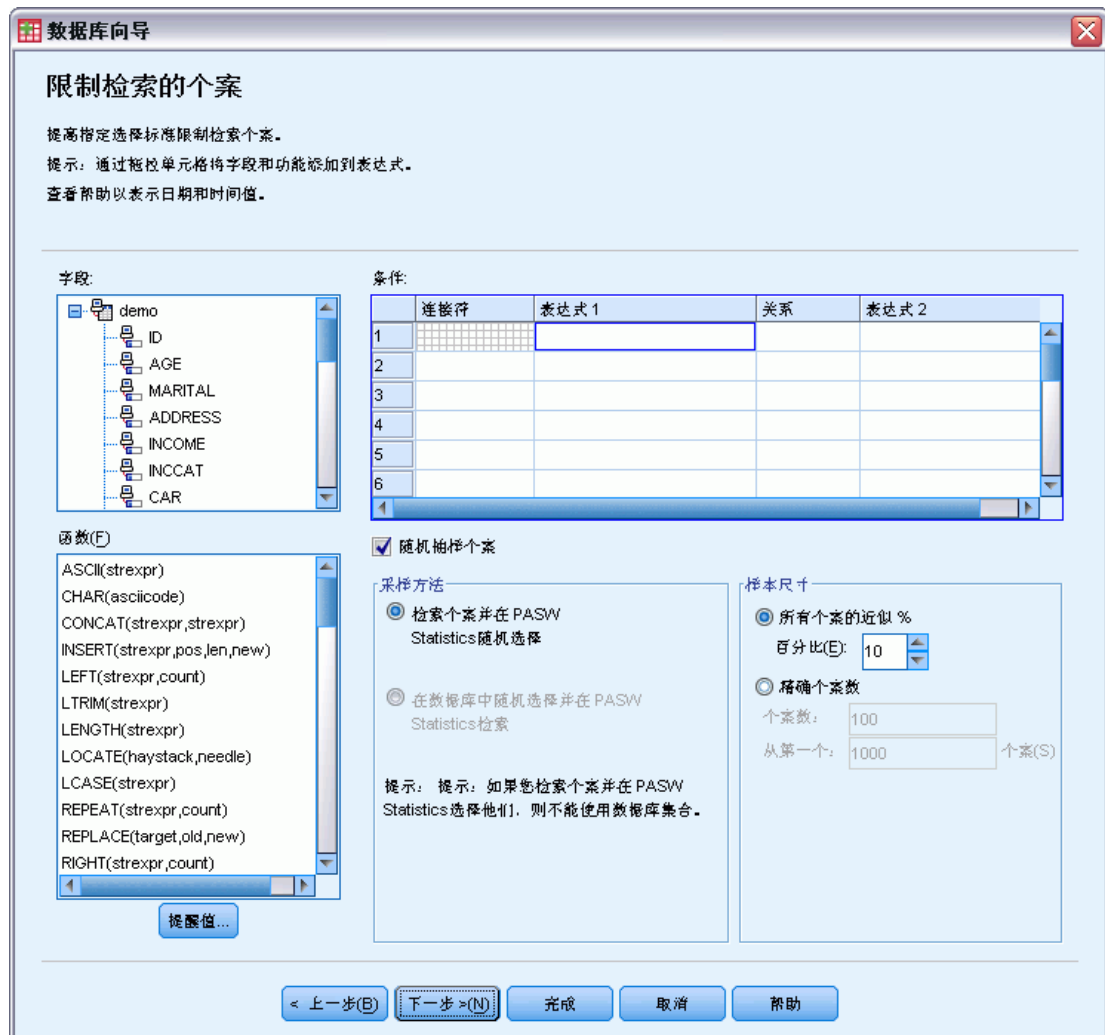 数据库向导
限制检索的个案
提高指定选择标准限制检索个案。
提示：通过拖拉单元格将字段和功能添加到表达式。
查看帮助以表示日期和时间值。
字段:
demo
ID
AGE
MARITAL
ADDRESS
INCOME
INCCAT
CAR
条件:
连接符 表达式 1 关系 表达式 2
1
2
3
4
5
6
函数(F)
ASCII(strexpr)
CHAR(asciicode)
CONCAT(strexpr,strexpr)
INSERT(strexpr,pos,len,new)
LEFT(strexpr,count)
LTRIM(strexpr)
LENGTH(strexpr)
LOCATE(haystack,needle)
LCASE(strexpr)
REPEAT(strexpr,count)
REPLACE(target,old,new)
RIGHT(strexpr,count)
提醒值...
随机抽样个案
采样方法
检索个案并在 PASW
Statistics随机选择
在数据库中随机选择并在 PASW
Statistics检索
提示： 提示：如果您检索个案并在 PASW
Statistics选择他们，则不能使用数据库集合。
样本尺寸
所有个案的近似 %
百分比(E): 10
精确个案数
个案数： 100
从第一个： 1000 个案(S)
< 上一步(B)
下一步 >(N)
完成
取消
帮助